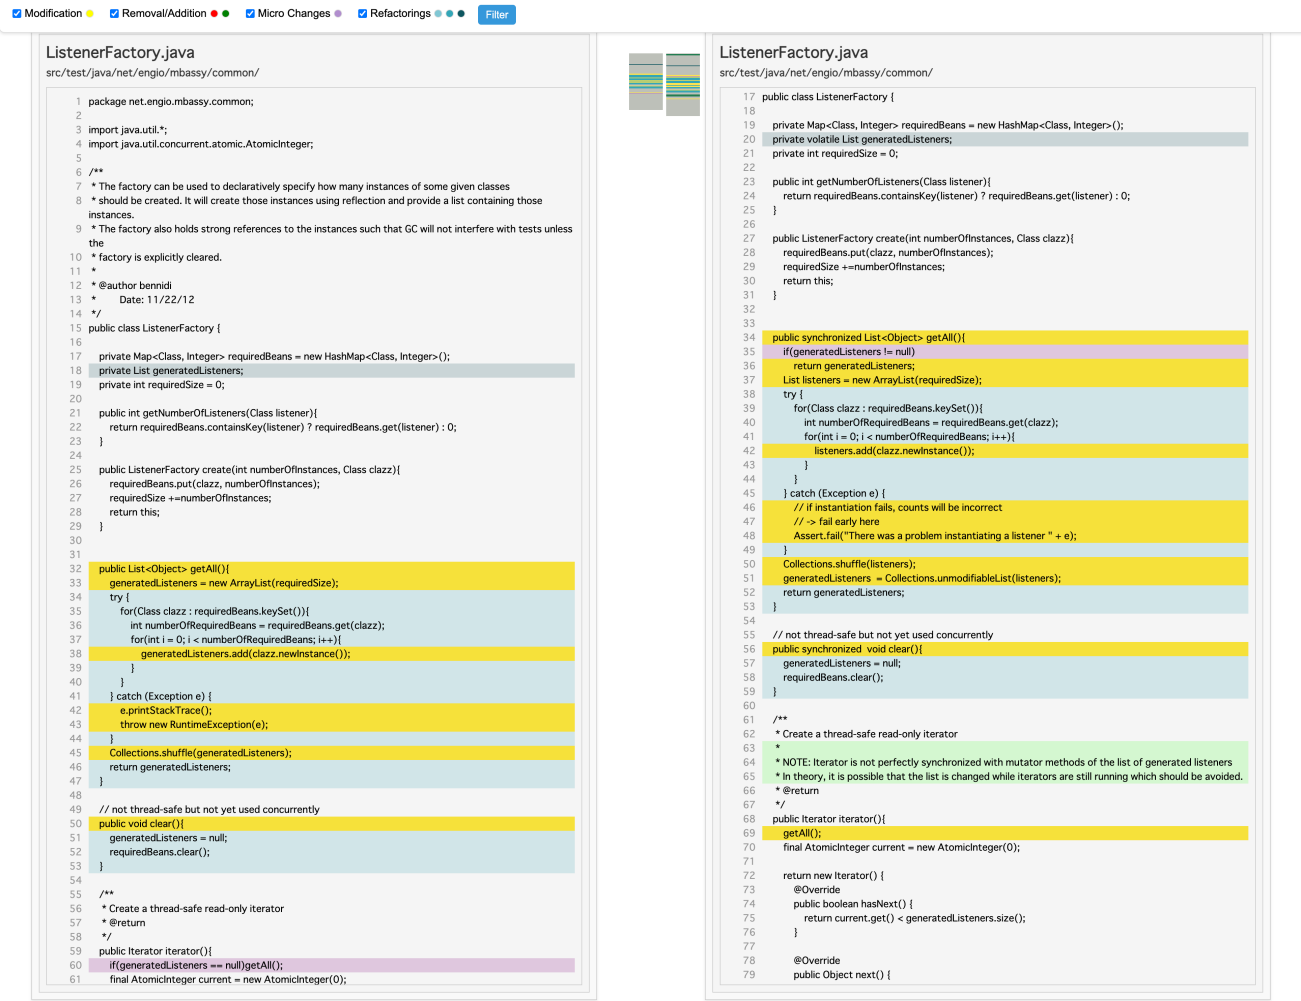 Modification Removal/Addition Micro Changes Refactorings Filter
ListenerFactory.java
src/test/java/net/engio/mbassy/common/
1 package net.engio.mbassy.common;
2
3 import java.util.*;
4 import java.util.concurrent.atomic.AtomicInteger;
5
6 /**
7 * The factory can be used to declaratively specify how many instances of some given classes
8 * should be created. It will create those instances using reflection and provide a list containing those
instances.
9 * The factory also holds strong references to the instances such that GC will not interfere with tests unless
the
10 * factory is explicitly cleared.
11 *
12 * @author bennidi
13 * Date: 11/22/12
14 */
15 public class ListenerFactory {
16
17 private Map<Class, Integer> requiredBeans = new HashMap<Class, Integer>();
18 private List generatedListeners;
19 private int requiredSize = 0;
20
21 public int getNumberOfListeners(Class listener){
22 return requiredBeans.containsKey(listener) ? requiredBeans.get(listener) : 0;
23 }
24
25 public ListenerFactory create(int numberOfInstances, Class clazz){
26 requiredBeans.put(clazz, numberOfInstances);
27 requiredSize +=numberOfInstances;
28 return this;
29 }
30
31
32 public List<Object> getAll(){
33 generatedListeners = new ArrayList(requiredSize);
34 try {
35 for(Class clazz : requiredBeans.keySet()){
36 int numberOfRequiredBeans = requiredBeans.get(clazz);
37 for(int i = 0; i < numberOfRequiredBeans; i++){
38 generatedListeners.add(clazz.newInstance());
39 }
40 }
41 } catch (Exception e) {
42 e.printStackTrace();
43 throw new RuntimeException(e);
44 }
45 Collections.shuffle(generatedListeners);
46 return generatedListeners;
47 }
48
49 // not thread-safe but not yet used concurrently
50 public void clear(){
51 generatedListeners = null;
52 requiredBeans.clear();
53 }
54
55 /**
56 * Create a thread-safe read-only iterator
57 * @return
58 */
59 public Iterator iterator(){
60 if(generatedListeners == null)getAll();
61 final AtomicInteger current = new AtomicInteger(0);
ListenerFactory.java
src/test/java/net/engio/mbassy/common/
17 public class ListenerFactory {
18
19 private Map<Class, Integer> requiredBeans = new HashMap<Class, Integer>();
20 private volatile List generatedListeners;
21 private int requiredSize = 0;
22
23 public int getNumberOfListeners(Class listener){
24 return requiredBeans.containsKey(listener) ? requiredBeans.get(listener) : 0;
25 }
26
27 public ListenerFactory create(int numberOfInstances, Class clazz){
28 requiredBeans.put(clazz, numberOfInstances);
29 requiredSize +=numberOfInstances;
30 return this;
31 }
32
33
34 public synchronized List<Object> getAll(){
35 if(generatedListeners != null)
36 return generatedListeners;
37 List listeners = new ArrayList(requiredSize);
38 try {
39 for(Class clazz : requiredBeans.keySet()){
40 int numberOfRequiredBeans = requiredBeans.get(clazz);
41 for(int i = 0; i < numberOfRequiredBeans; i++){
42 listeners.add(clazz.newInstance());
43 }
44 }
45 } catch (Exception e) {
46 // if instantiation fails, counts will be incorrect
47 // -> fail early here
48 Assert.fail("There was a problem instantiating a listener " + e);
49 }
50 Collections.shuffle(listeners);
51 generatedListeners  = Collections.unmodifiableList(listeners);
52 return generatedListeners;
53 }
54
55 // not thread-safe but not yet used concurrently
56 public synchronized  void clear(){
57 generatedListeners = null;
58 requiredBeans.clear();
59 }
60
61 /**
62 * Create a thread-safe read-only iterator
63 *
64 * NOTE: Iterator is not perfectly synchronized with mutator methods of the list of generated listeners
65 * In theory, it is possible that the list is changed while iterators are still running which should be avoided.
66 * @return
67 */
68 public Iterator iterator(){
69 getAll();
70 final AtomicInteger current = new AtomicInteger(0);
71
72 return new Iterator() {
73 @Override
74 public boolean hasNext() {
75 return current.get() < generatedListeners.size();
76 }
77
78 @Override
79 public Object next() {